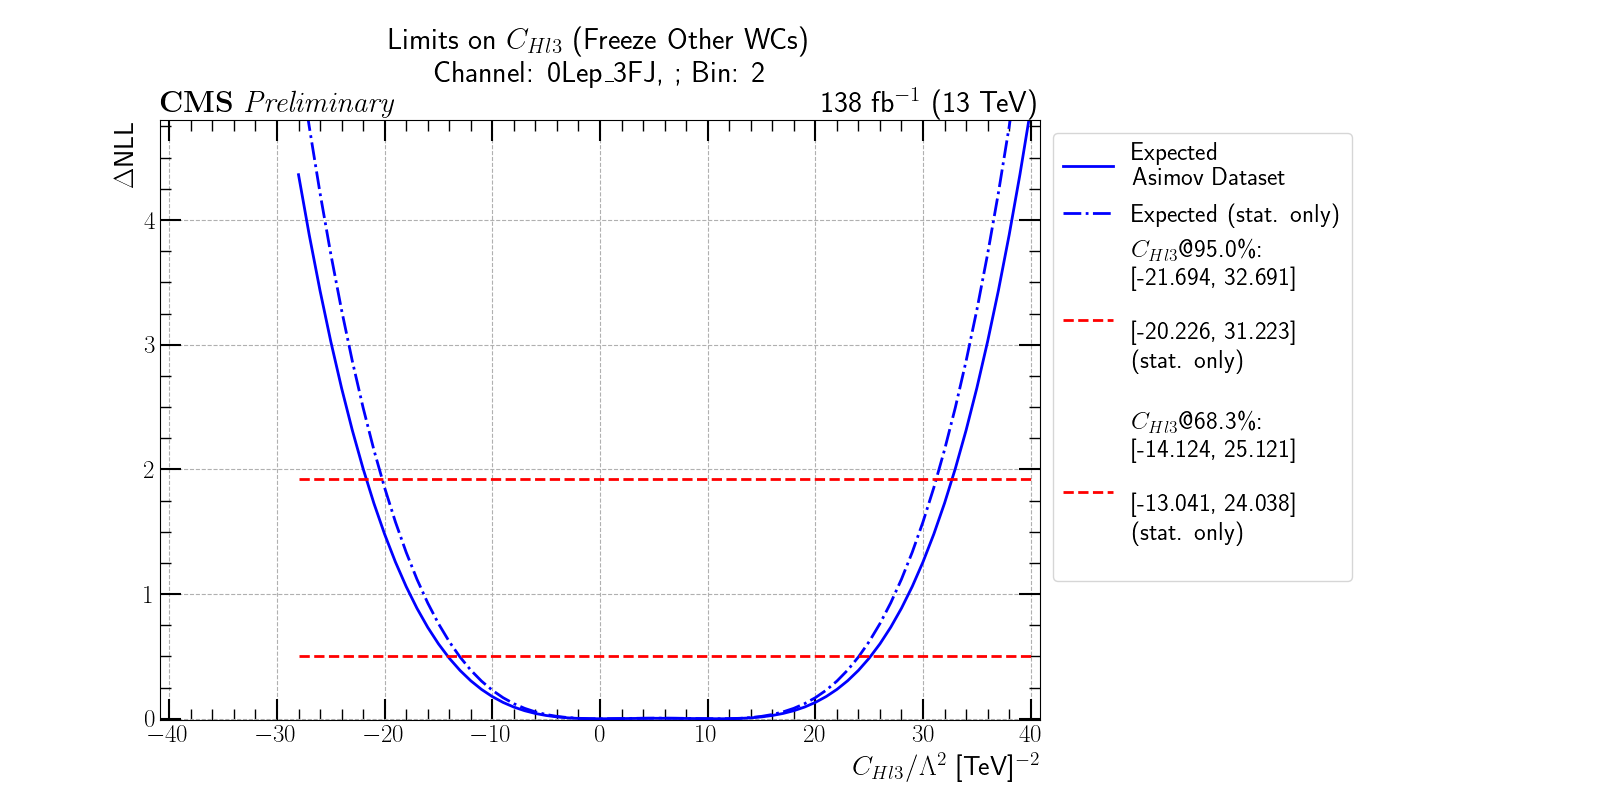 Limits on C_{Hl3} (Freeze Other WCs)
Channel: 0Lep_3FJ, ; Bin: 2
CMS Preliminary
138 fb^{-1} (13 TeV)
ΔNLL
4
3
2
1
0
−40
−30
−20
−10
0
10
20
30
40
C_{Hl3}/Λ^2 [TeV]^{-2}
Expected
Asimov Dataset
Expected (stat. only)
C_{Hl3}@95.0%:
[-21.694, 32.691]
[-20.226, 31.223]
(stat. only)
C_{Hl3}@68.3%:
[-14.124, 25.121]
[-13.041, 24.038]
(stat. only)